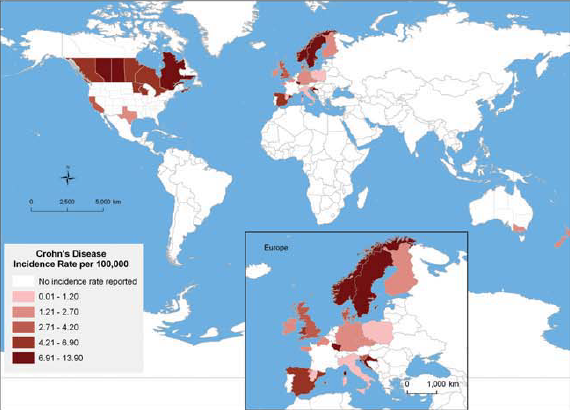 N
0 2,500 5,000 km
Crohn's Disease
Incidence Rate per 100,000
No incidence rate reported
0.01 - 1.20
1.21 - 2.70
2.71 - 4.20
4.21 - 6.90
6.91 - 13.90
Europe
0 1,000 km